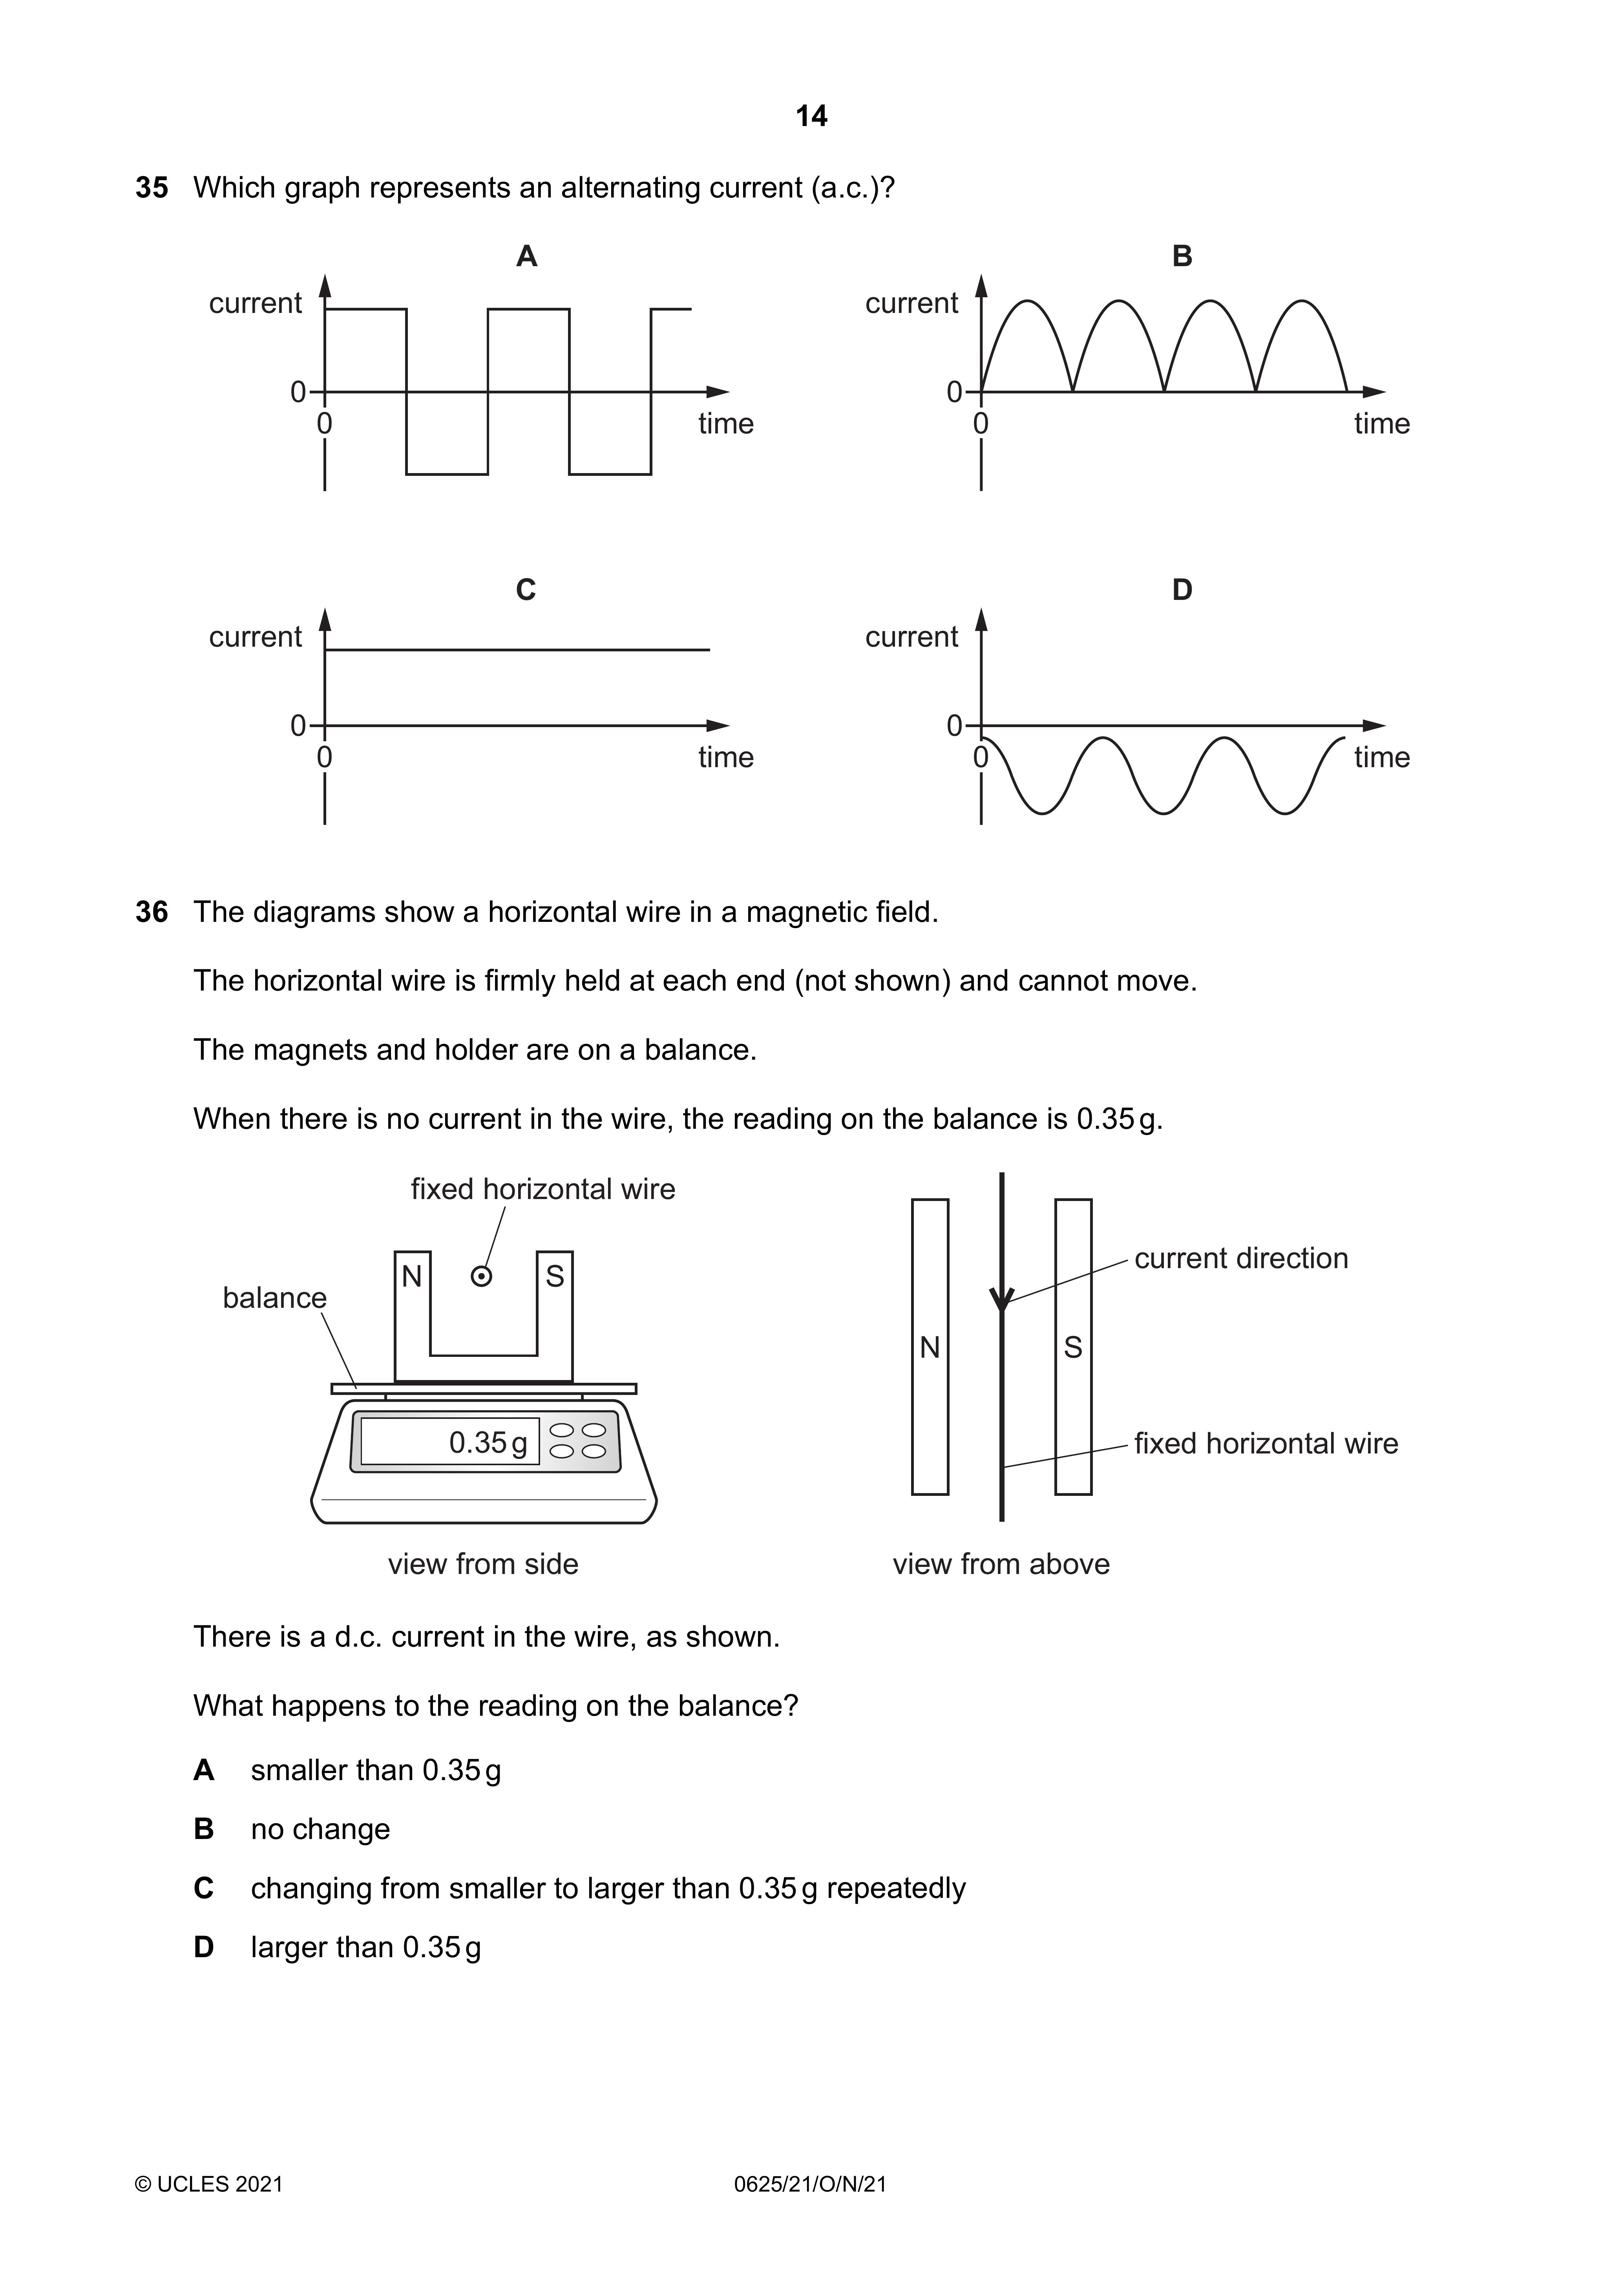 14
35 Which graph represents an alternating current (a.c.)?
A
current
0
0
time
B
current
0
0
time
C
current
0
0
time
D
current
0
0
time
36 The diagrams show a horizontal wire in a magnetic field.
The horizontal wire is firmly held at each end (not shown) and cannot move.
The magnets and holder are on a balance.
When there is no current in the wire, the reading on the balance is 0.35 g.
fixed horizontal wire
N
S
balance
0.35 g
view from side
current direction
N
S
fixed horizontal wire
view from above
There is a d.c. current in the wire, as shown.
What happens to the reading on the balance?
A smaller than 0.35 g
B no change
C changing from smaller to larger than 0.35 g repeatedly
D larger than 0.35 g
© UCLES 2021
0625/21/O/N/21